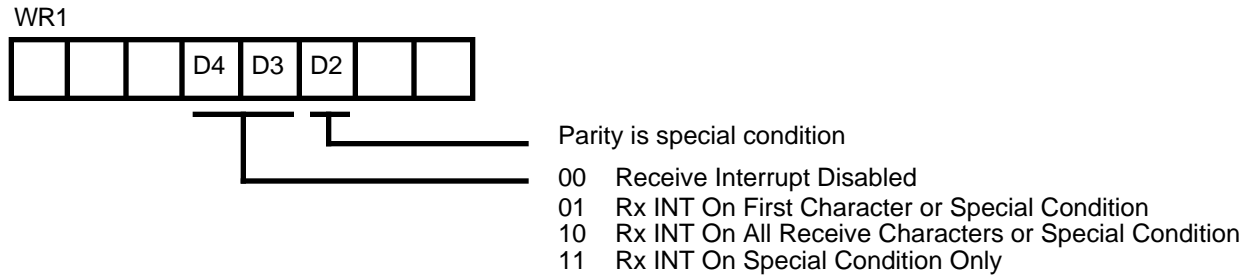 WR1
D4 D3 D2
Parity is special condition
00 Receive Interrupt Disabled
01 Rx INT On First Character or Special Condition
10 Rx INT On All Receive Characters or Special Condition
11 Rx INT On Special Condition Only